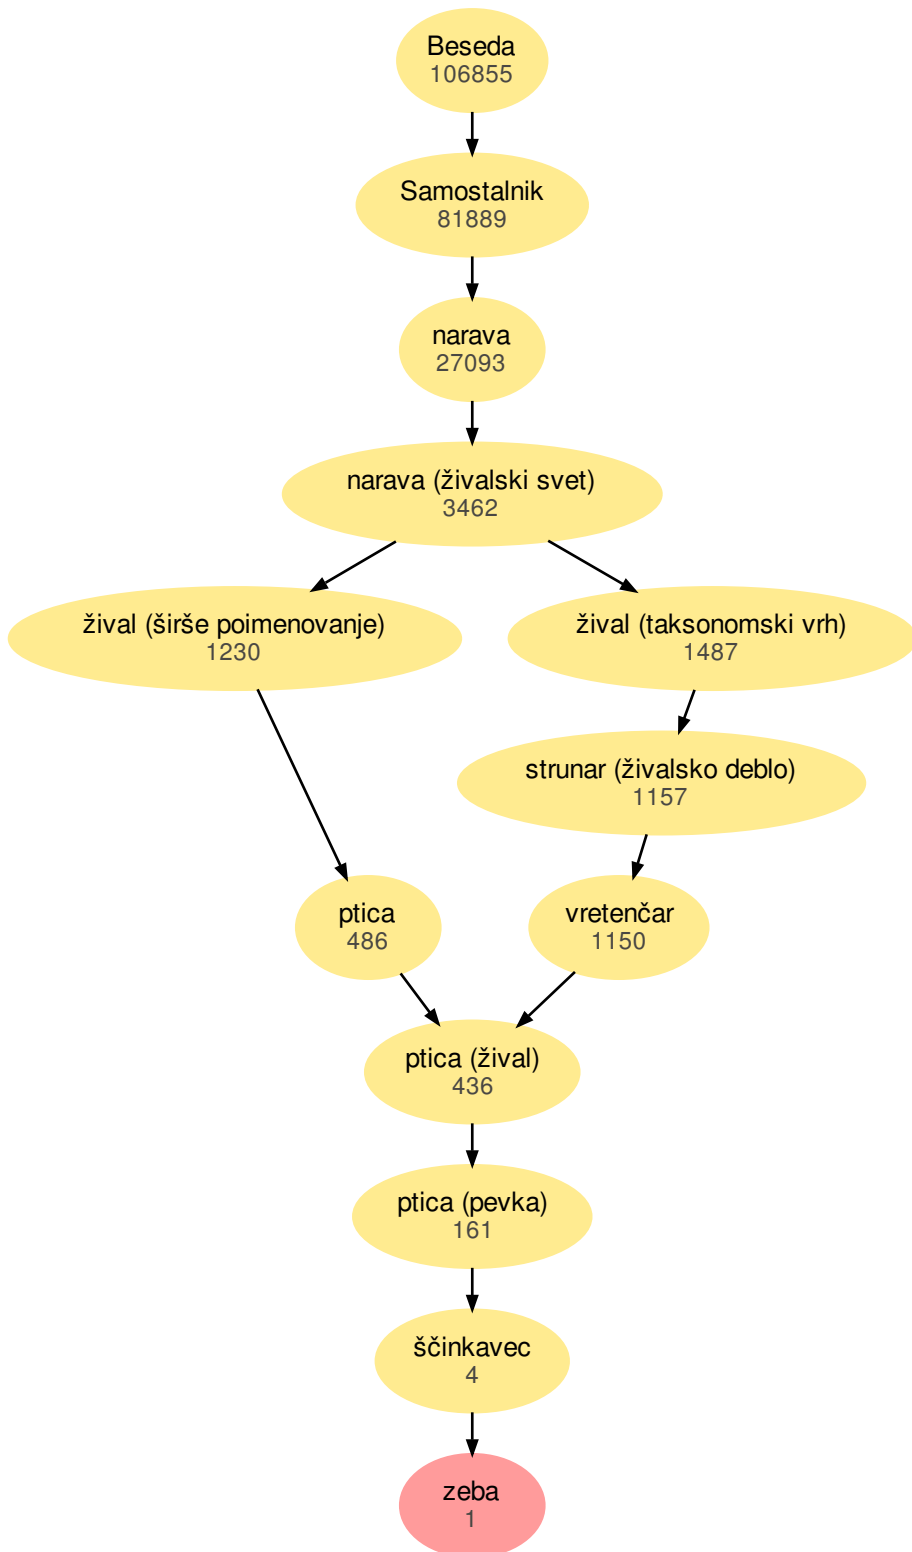 Beseda
106855
Samostalnik
81889
narava
27093
narava (živalski svet)
3462
žival (širše poimenovanje)
1230
žival (taksonomski vrh)
1487
strunar (živalsko deblo)
1157
ptica
486
vretenčar
1150
ptica (žival)
436
ptica (pevka)
161
ščinkavec
4
zeba
1